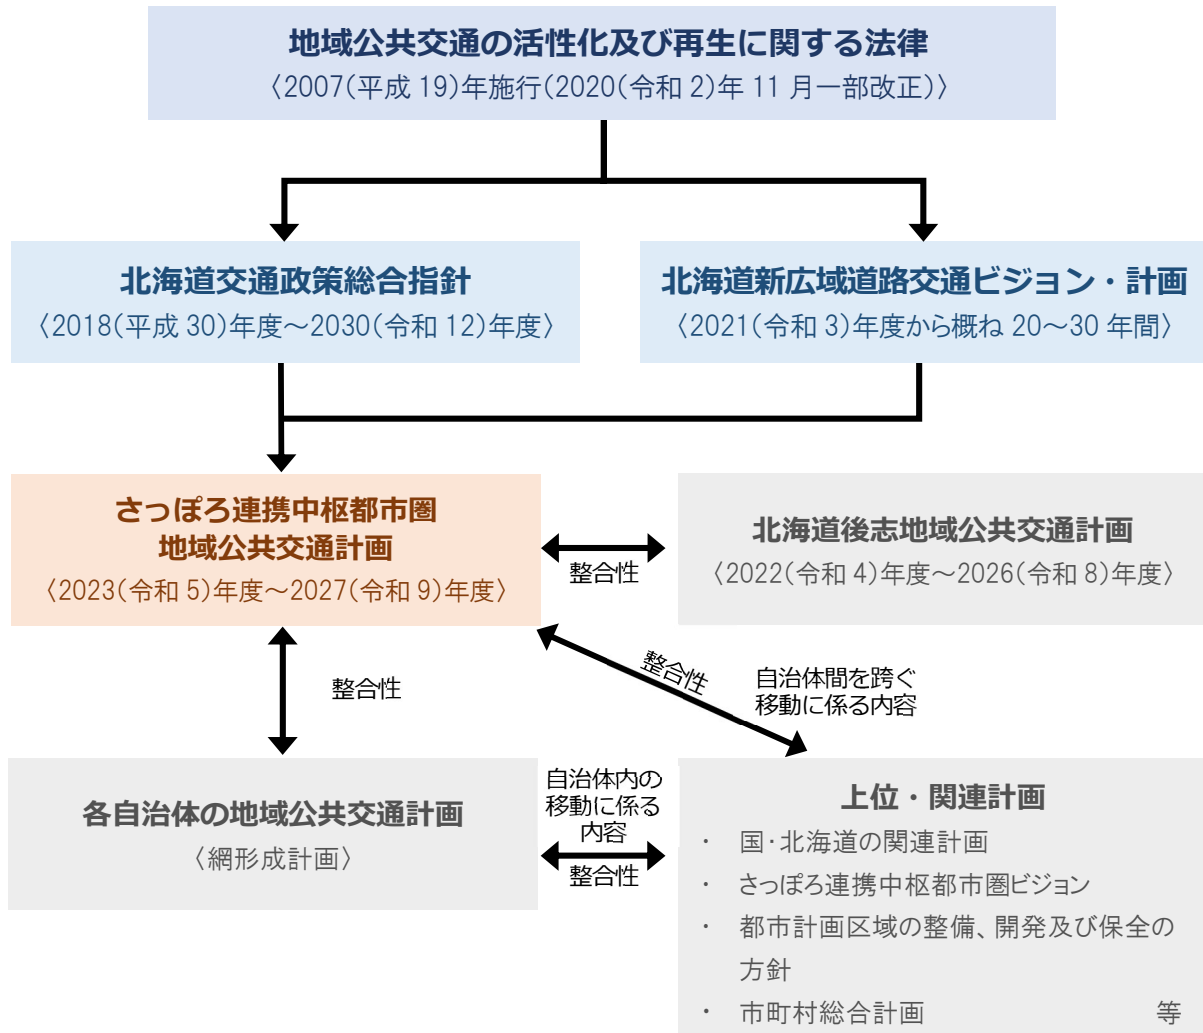 地域公共交通の活性化及び再生に関する法律
〈2007(平成 19)年施行(2020(令和 2)年 11 月一部改正)〉
北海道交通政策総合指針
〈2018(平成 30)年度～2030(令和 12)年度〉
北海道新広域道路交通ビジョン・計画
〈2021(令和 3)年度から概ね 20～30 年間〉
さっぽろ連携中枢都市圏
地域公共交通計画
〈2023(令和 5)年度～2027(令和 9)年度〉
整合性
北海道後志地域公共交通計画
〈2022(令和 4)年度～2026(令和 8)年度〉
整合性
整合性
自治体間を跨ぐ
移動に係る内容
各自治体の地域公共交通計画
〈網形成計画〉
自治体内の
移動に係る
内容
整合性
上位・関連計画
・ 国・北海道の関連計画
・ さっぽろ連携中枢都市圏ビジョン
・ 都市計画区域の整備、開発及び保全の
方針
・ 市町村総合計画 等